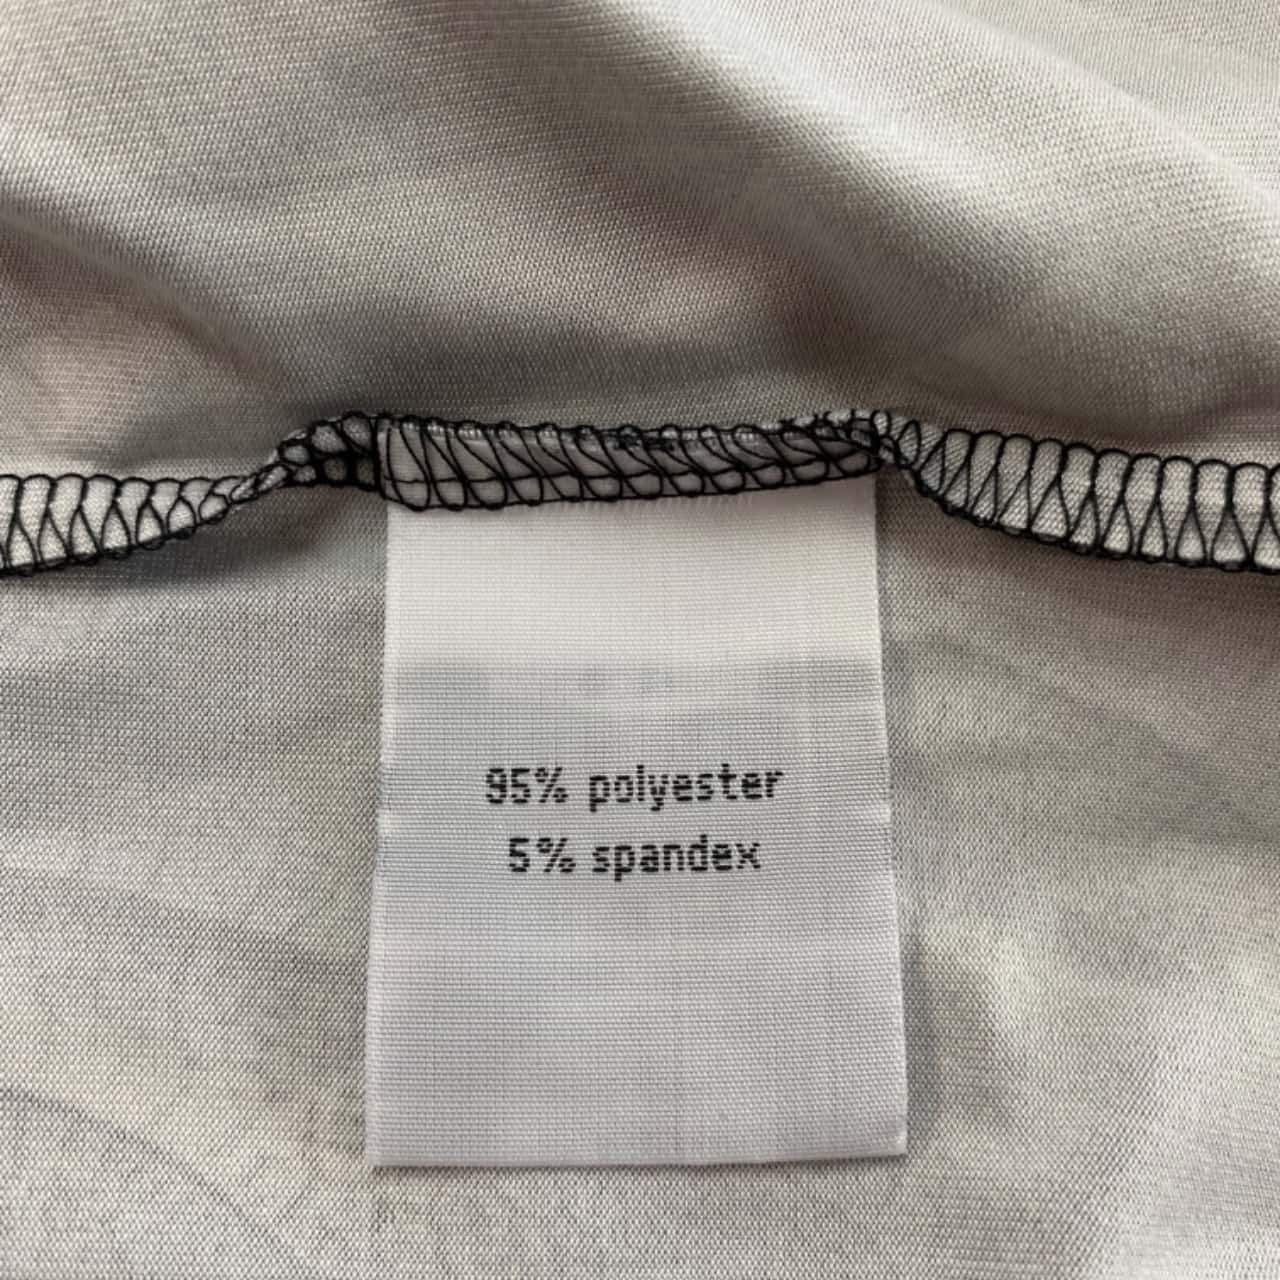 95% polyester
5% spandex